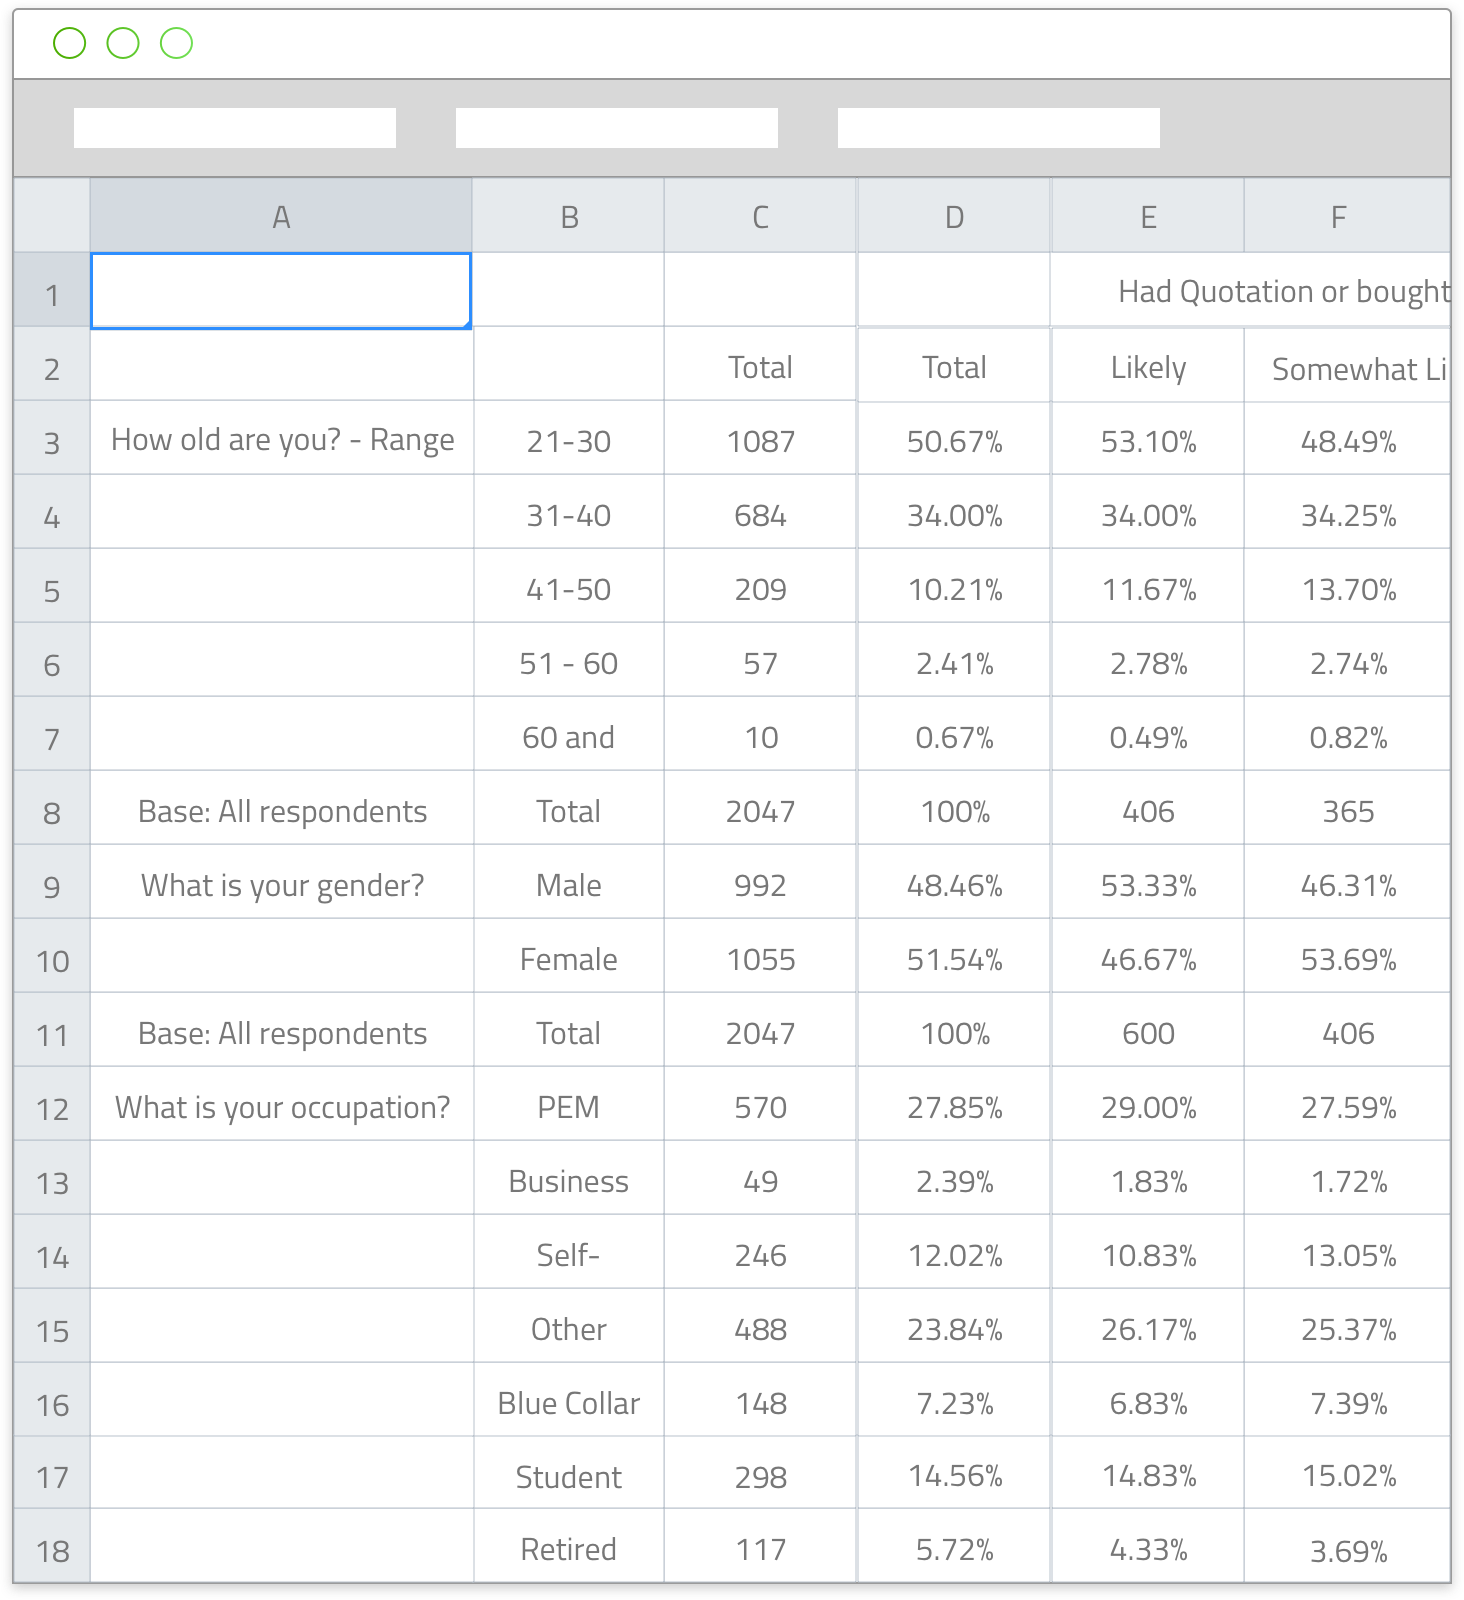 A B C D E F
1 Had Quotation or bought
2 Total Total Likely Somewhat Li
3 How old are you? - Range 21-30 1087 50.67% 53.10% 48.49%
4 31-40 684 34.00% 34.00% 34.25%
5 41-50 209 10.21% 11.67% 13.70%
6 51 - 60 57 2.41% 2.78% 2.74%
7 60 and 10 0.67% 0.49% 0.82%
8 Base: All respondents Total 2047 100% 406 365
9 What is your gender? Male 992 48.46% 53.33% 46.31%
10 Female 1055 51.54% 46.67% 53.69%
11 Base: All respondents Total 2047 100% 600 406
12 What is your occupation? PEM 570 27.85% 29.00% 27.59%
13 Business 49 2.39% 1.83% 1.72%
14 Self- 246 12.02% 10.83% 13.05%
15 Other 488 23.84% 26.17% 25.37%
16 Blue Collar 148 7.23% 6.83% 7.39%
17 Student 298 14.56% 14.83% 15.02%
18 Retired 117 5.72% 4.33% 3.69%